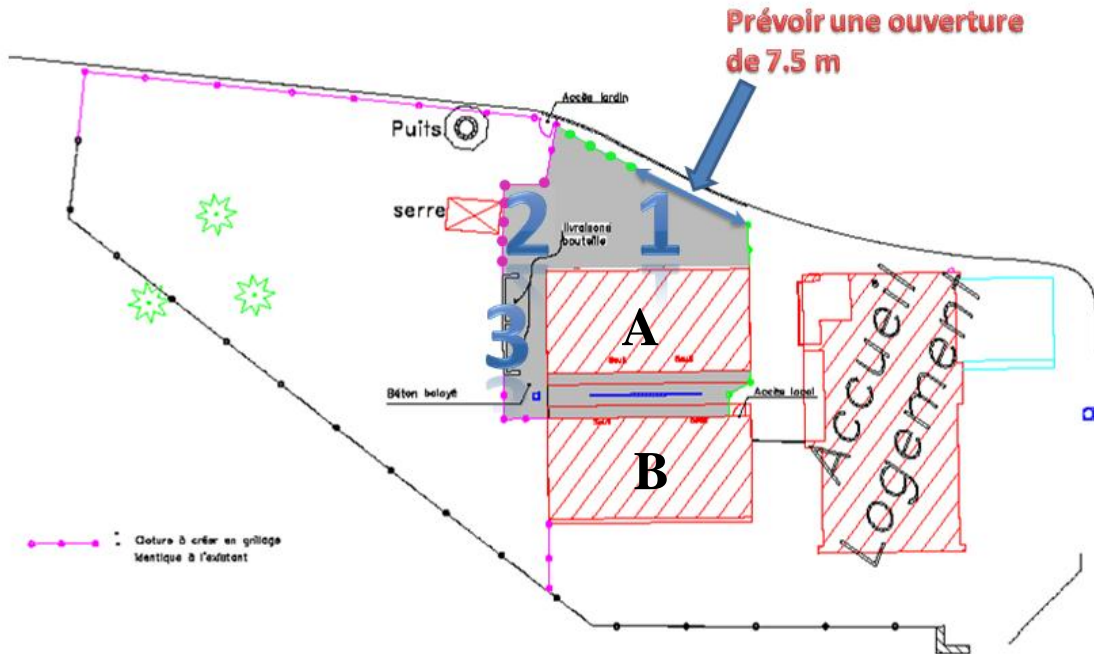 Prévoir une ouverture
de 7.5 m
Accès jardin
Puits
serre
2
1
livraisons
bouteille
3
A
Béton balayé
Accès local
B
Accueil
Logement
Cloture à créer en grillage
identique à l'existant